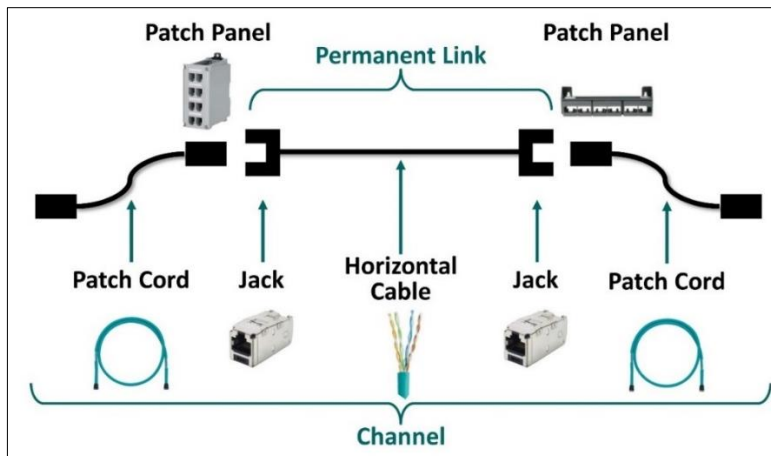 Patch Panel
Patch Panel
Permanent Link
Patch Cord
Jack
Horizontal
Cable
Jack
Patch Cord
Channel